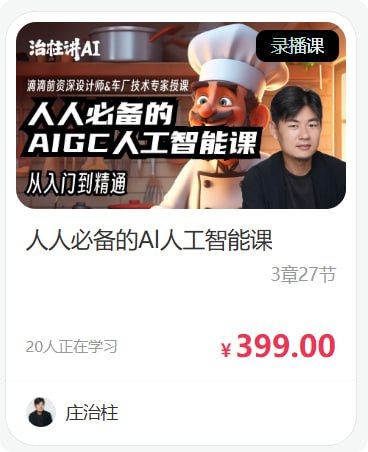 治柱讲AI
录播课
滴滴前资深设计师&车厂技术专家授课
人人必备的
AIGC人工智能课
从入门到精通
人人必备的AI人工智能课
3章27节
20人正在学习
¥399.00
庄治柱